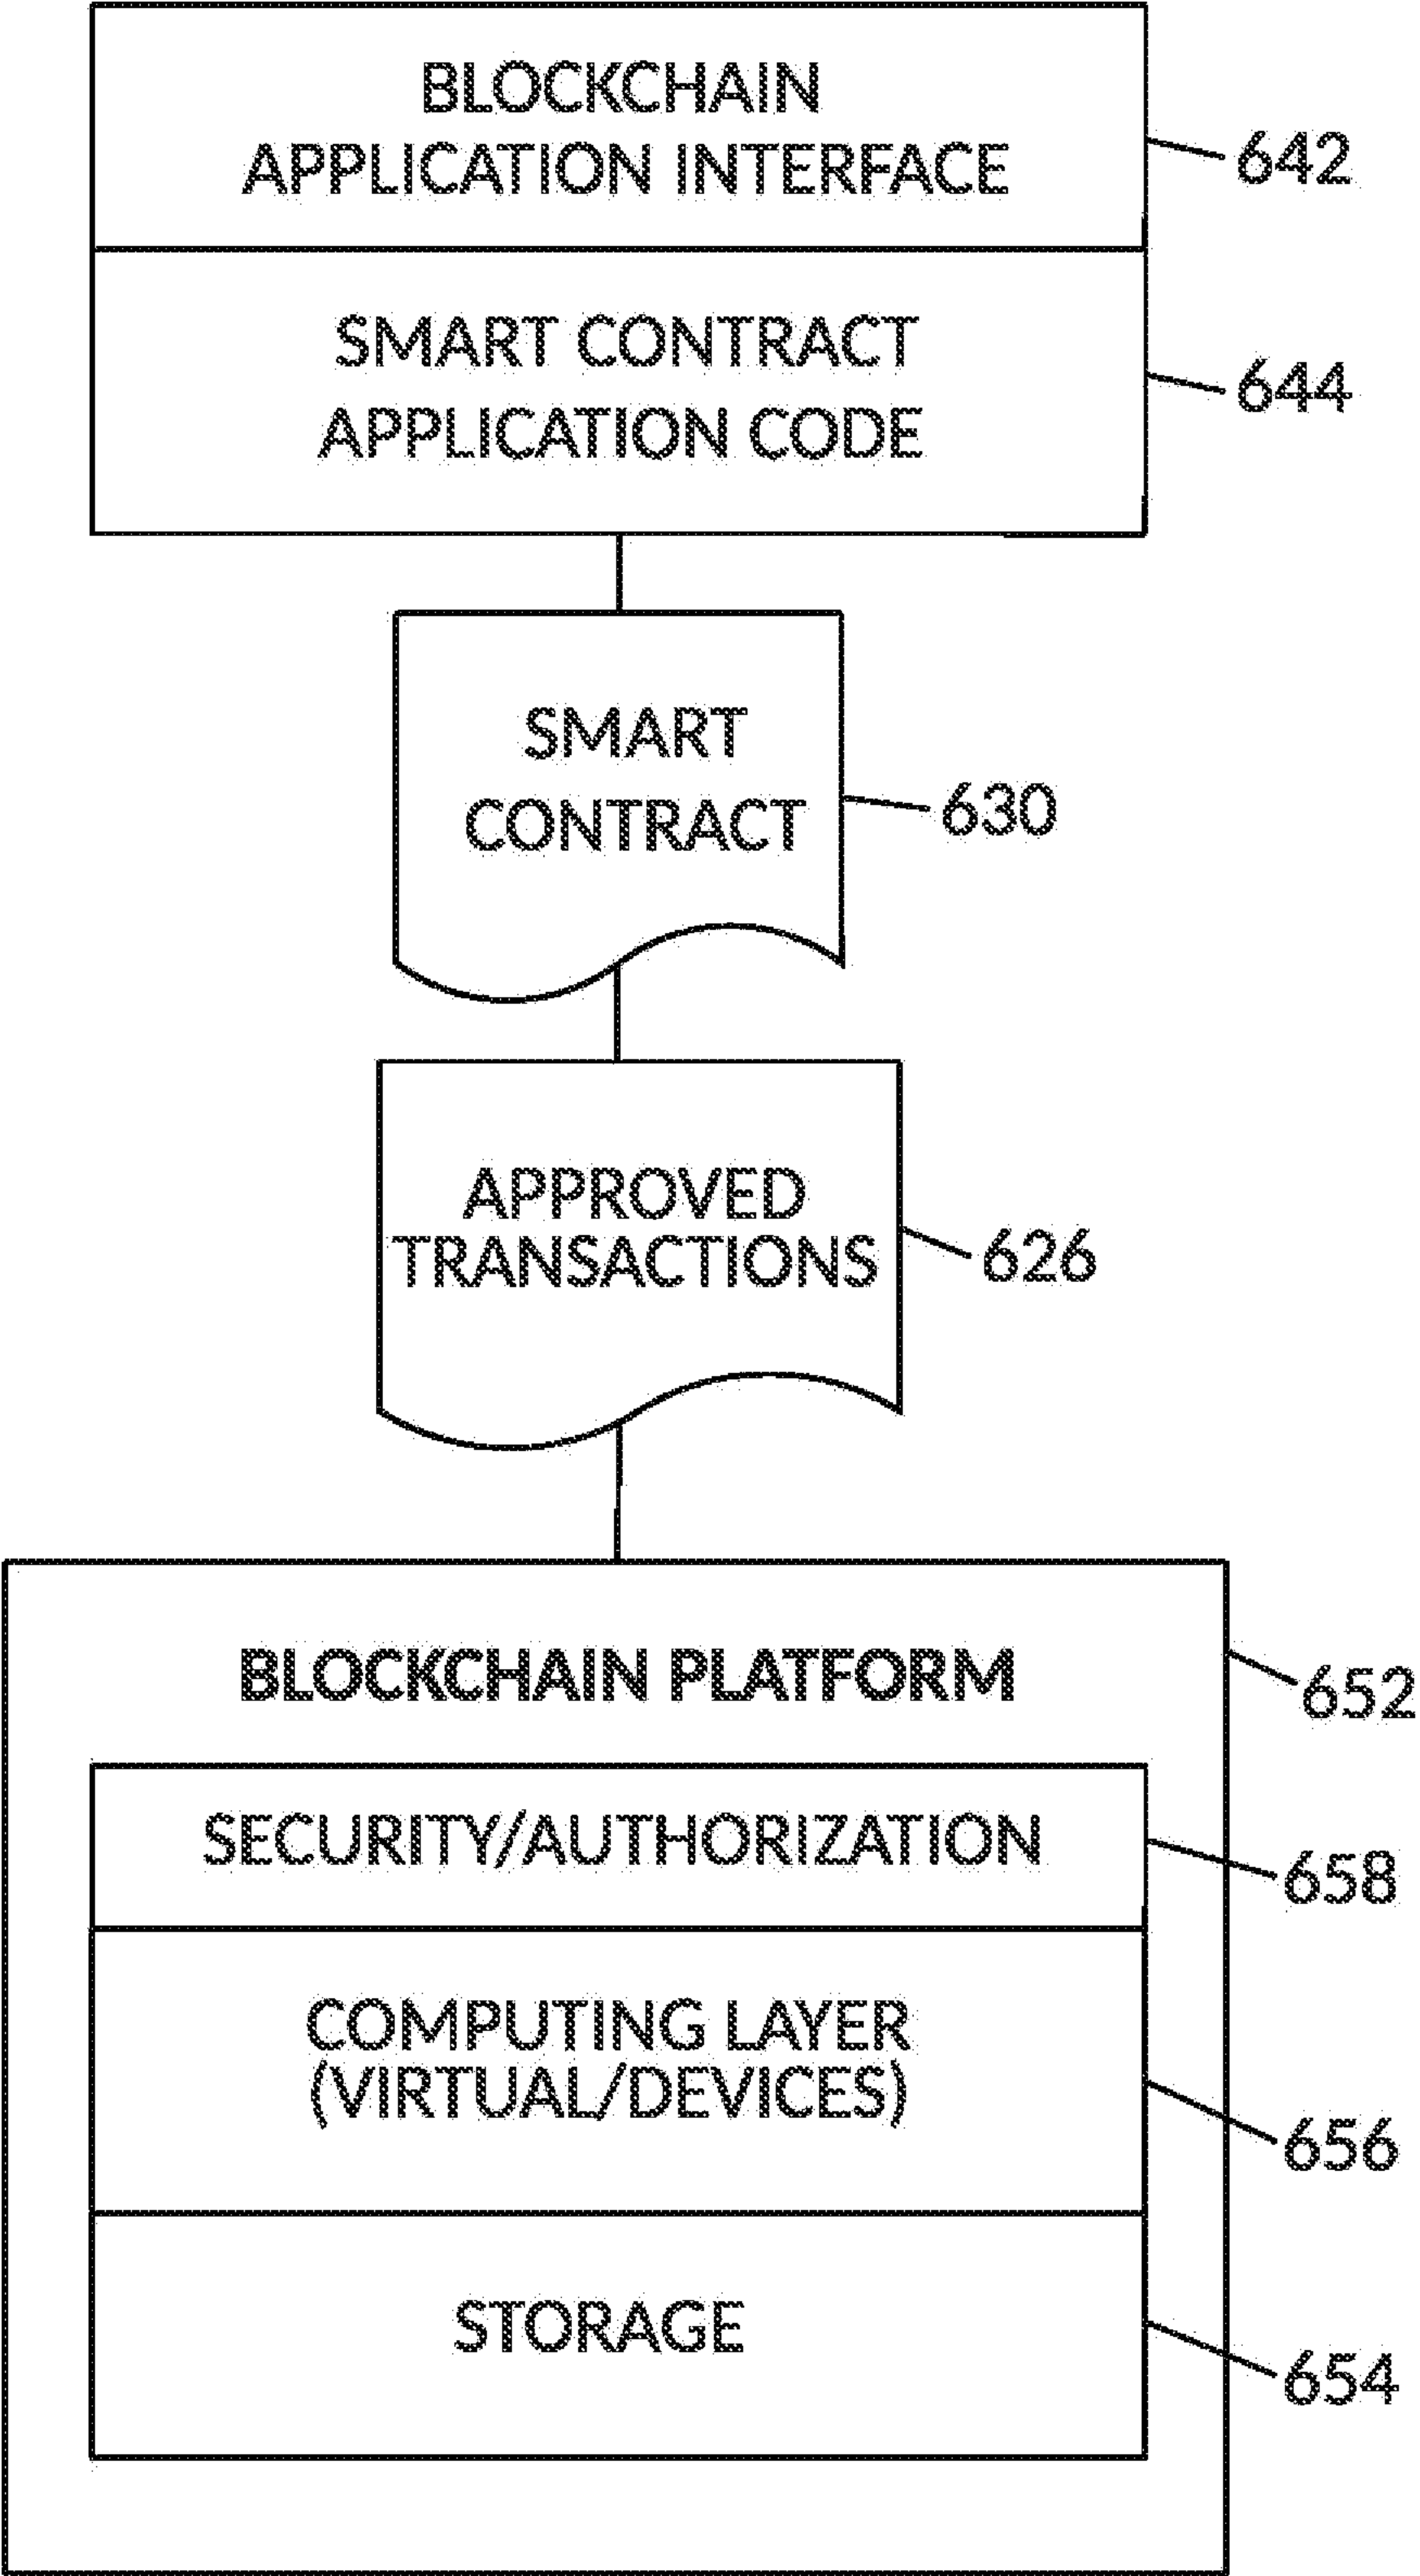 BLOCKCHAIN
APPLICATION INTERFACE
642
SMART CONTRACT
APPLICATION CODE
644
SMART
CONTRACT
630
APPROVED
TRANSACTIONS
626
BLOCKCHAIN PLATFORM
652
SECURITY/AUTHORIZATION
658
COMPUTING LAYER
(VIRTUAL/DEVICES)
656
STORAGE
654